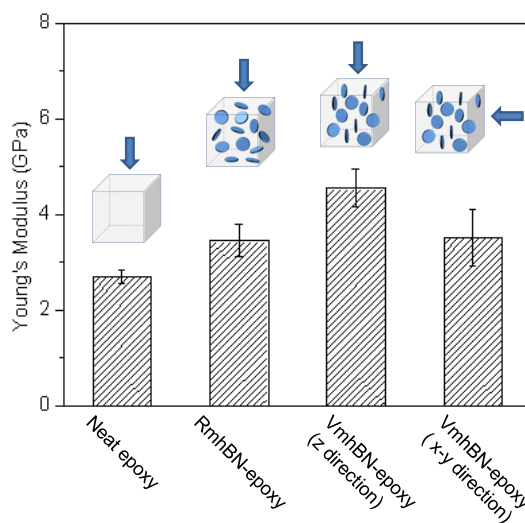 8
6
4
2
0
Young's Modulus (GPa)
Neat epoxy
RmhBN-epoxy
VmhBN-epoxy
(z direction)
VmhBN-epoxy
( x-y direction)